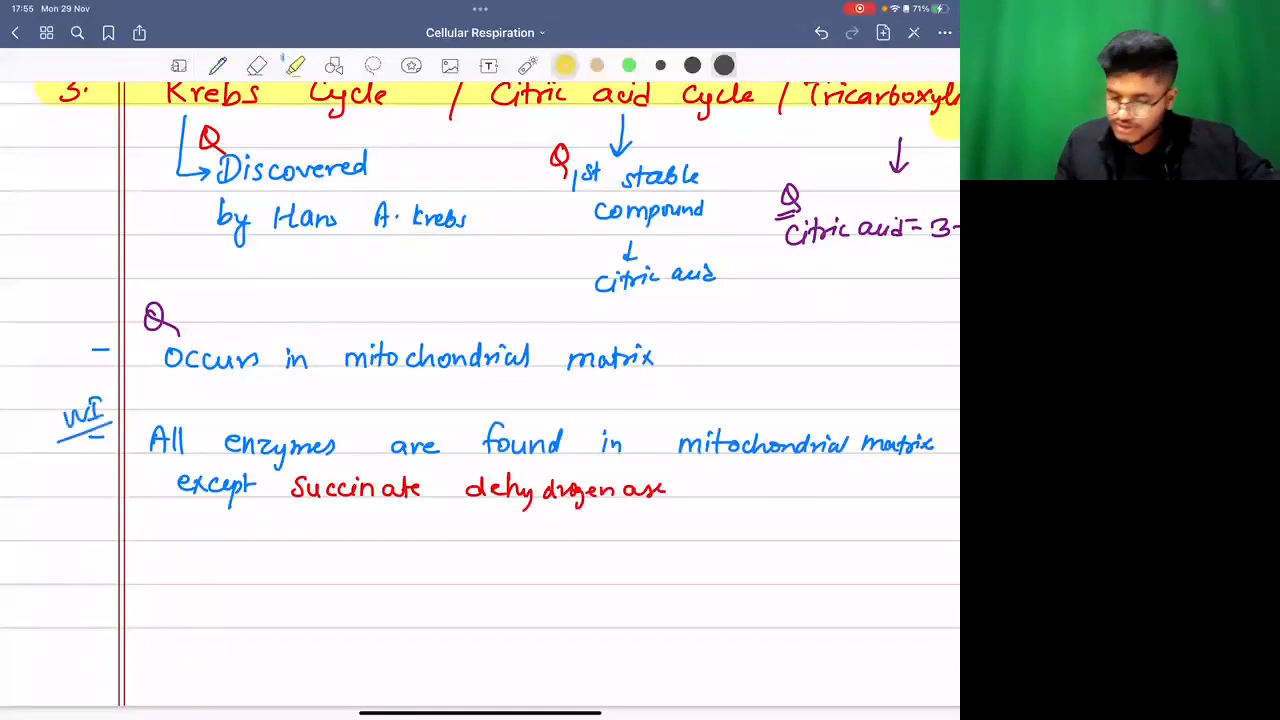 17:55 Mon 29 Nov
71%
Cellular Respiration
3. Krebs Cycle / Citric acid Cycle / Tricarboxyl
Q
Discovered
by Hans A. Krebs
Q 1st stable
compound
Citric acid
Q
Citric acid = 3-
Q
- Occurs in mitochondrial matrix
VVI
- All enzymes are found in mitochondrial matrix
except Succinate dehydrogenase